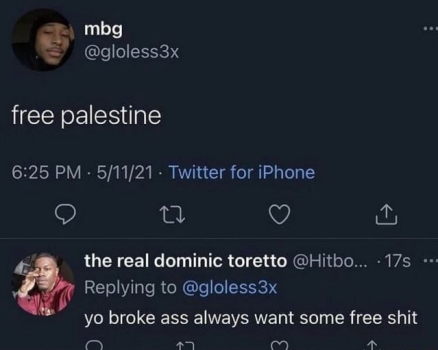 mbg
@gloless3x
free palestine
6:25 PM · 5/11/21 · Twitter for iPhone
the real dominic toretto @Hitbo... · 17s
Replying to @gloless3x
yo broke ass always want some free shit